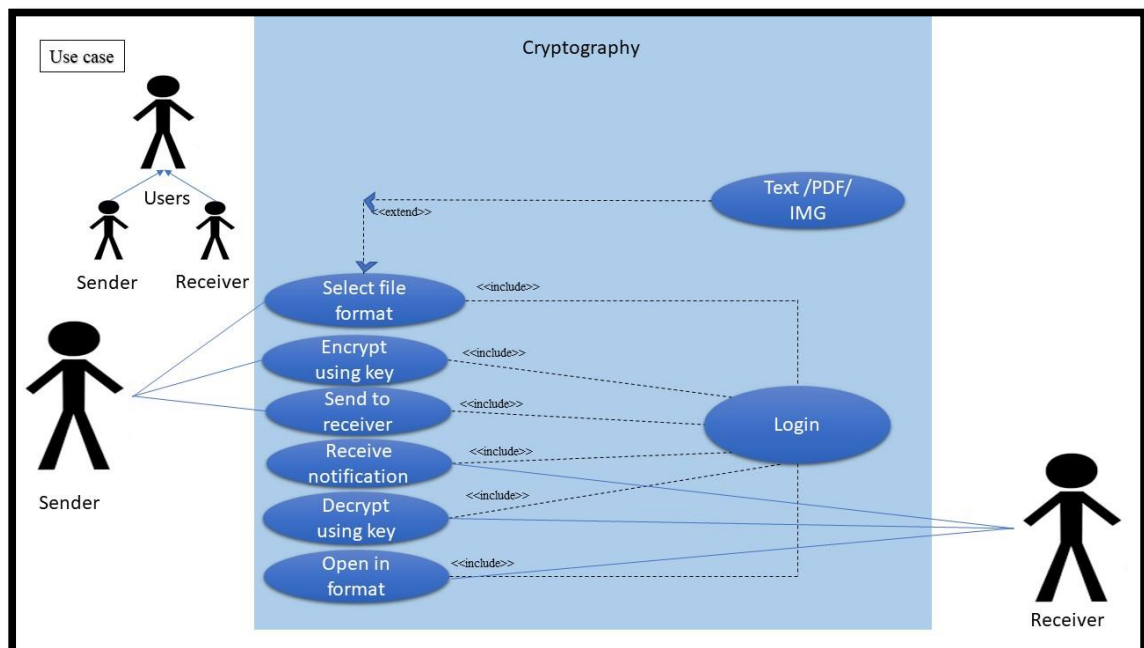 Cryptography
Use case
Users
Sender
Receiver
Text /PDF/
IMG
<<extend>>
Select file
format
<<include>>
Encrypt
using key
<<include>>
Send to
receiver
<<include>>
Login
Receive
notification
<<include>>
Decrypt
using key
<<include>>
Open in
format
<<include>>
Sender
Receiver